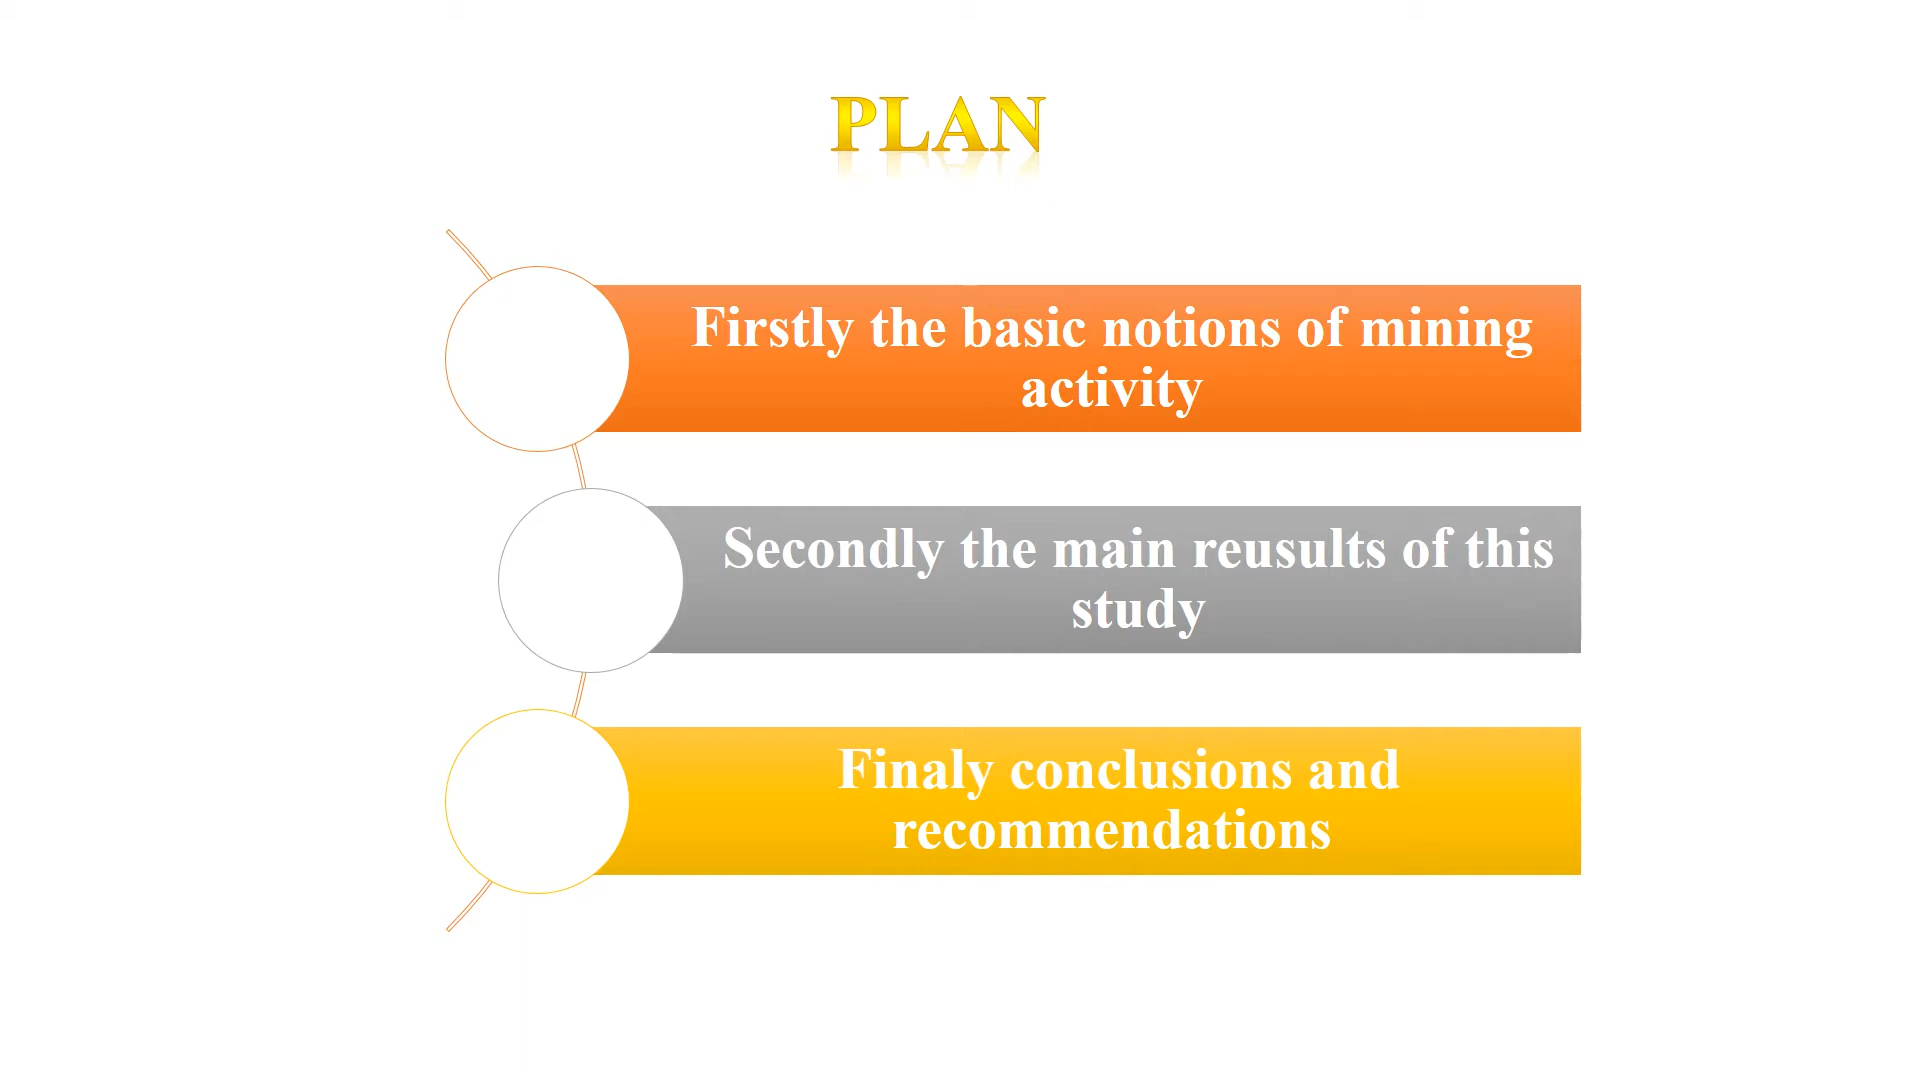 PLAN
Firstly the basic notions of mining
activity
Secondly the main reusults of this
study
Finaly conclusions and
recommendations